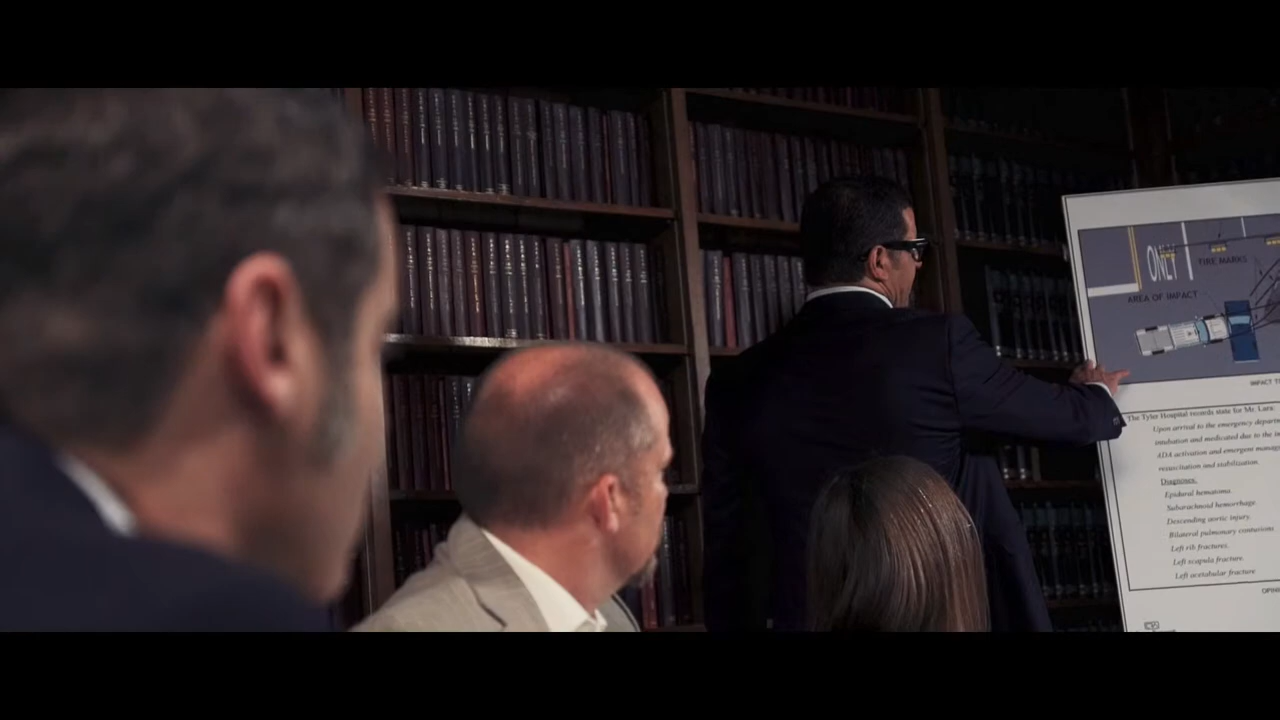 ONLY
TIRE MARKS
AREA OF IMPACT
IMPACT
The Tyler Hospital records state for Mr. Lara:
Upon arrival to the emergency
intubation and medicated due to the
ADA activation and emergent
resuscitation and stabilization.
Diagnoses:
Epidural hematoma.
Subarachnoid hemorrhage.
Descending aortic injury.
Bilateral pulmonary contusions.
Left rib fractures.
Left scapula fracture.
Left acetabular fracture